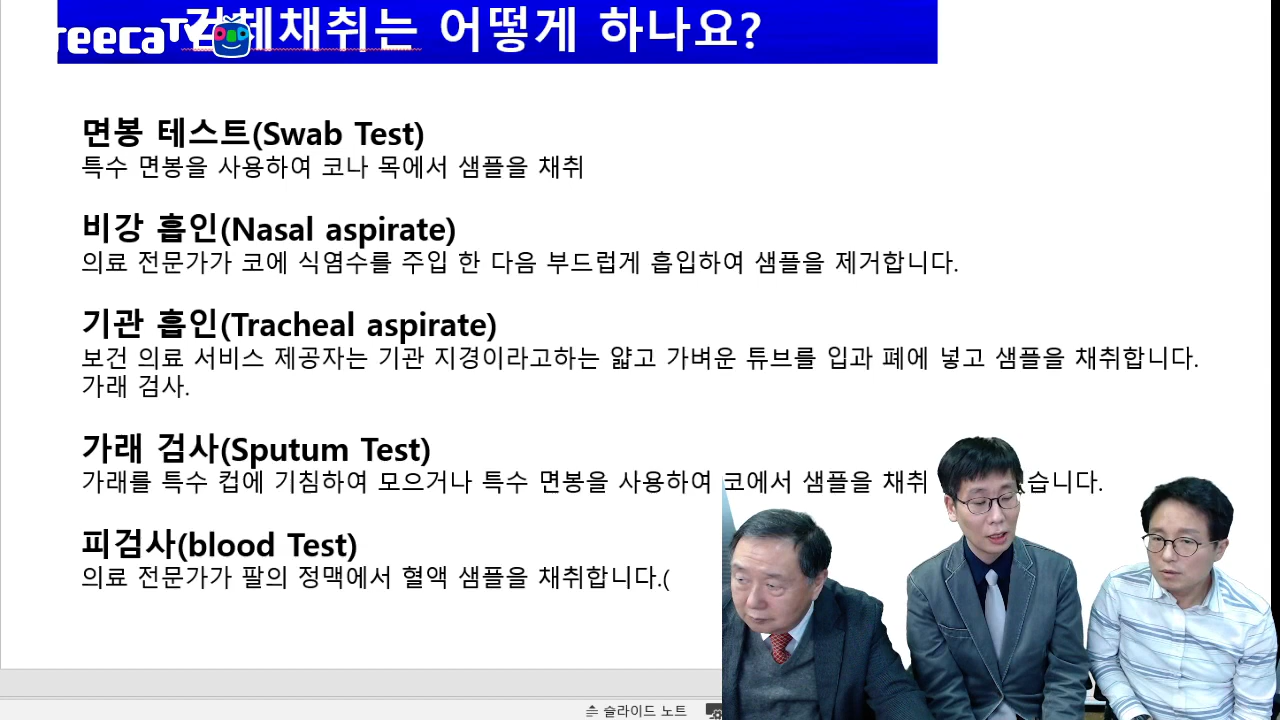 reecaTV
검체채취는 어떻게 하나요?
면봉 테스트(Swab Test)
특수 면봉을 사용하여 코나 목에서 샘플을 채취
비강 흡인(Nasal aspirate)
의료 전문가가 코에 식염수를 주입 한 다음 부드럽게 흡입하여 샘플을 제거합니다.
기관 흡인(Tracheal aspirate)
보건 의료 서비스 제공자는 기관 지경이라고하는 얇고 가벼운 튜브를 입과 폐에 넣고 샘플을 채취합니다.
가래 검사.
가래 검사(Sputum Test)
가래를 특수 컵에 기침하여 모으거나 특수 면봉을 사용하여 코에서 샘플을 채취 습니다.
피검사(blood Test)
의료 전문가가 팔의 정맥에서 혈액 샘플을 채취합니다.(
슬라이드 노트